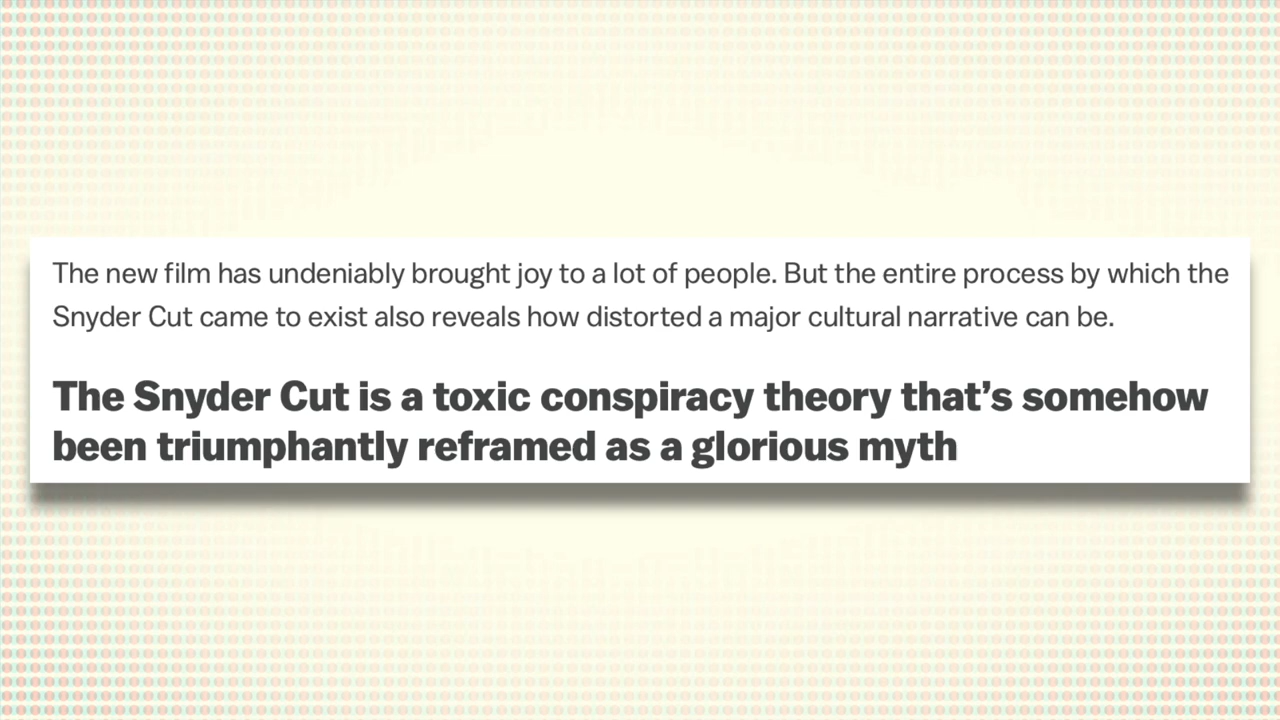 The new film has undeniably brought joy to a lot of people. But the entire process by which the
Snyder Cut came to exist also reveals how distorted a major cultural narrative can be.
The Snyder Cut is a toxic conspiracy theory that’s somehow
been triumphantly reframed as a glorious myth